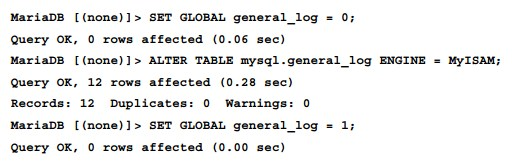 MariaDB [(none)]> SET GLOBAL general_log = 0;
Query OK, 0 rows affected (0.06 sec)
MariaDB [(none)]> ALTER TABLE mysql.general_log ENGINE = MyISAM;
Query OK, 12 rows affected (0.28 sec)
Records: 12  Duplicates: 0  Warnings: 0
MariaDB [(none)]> SET GLOBAL general_log = 1;
Query OK, 0 rows affected (0.00 sec)